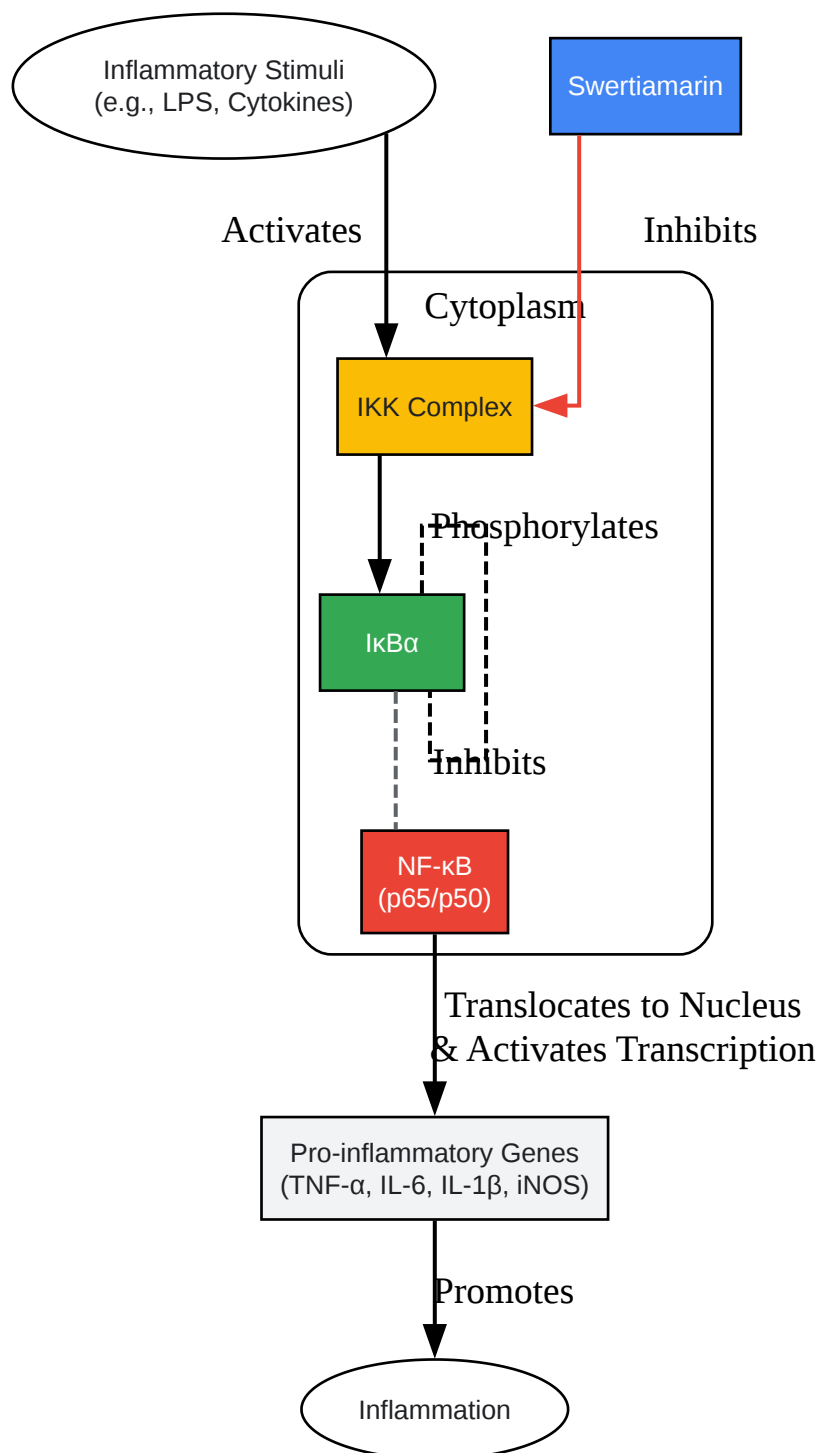 Inflammatory Stimuli
(e.g., LPS, Cytokines)
Swertiamarin
Activates
Inhibits
Cytoplasm
IKK Complex
Phosphorylates
IκBα
Inhibits
NF-κB
(p65/p50)
Translocates to Nucleus
& Activates Transcription
Pro-inflammatory Genes
(TNF-α, IL-6, IL-1β, iNOS)
Promotes
Inflammation